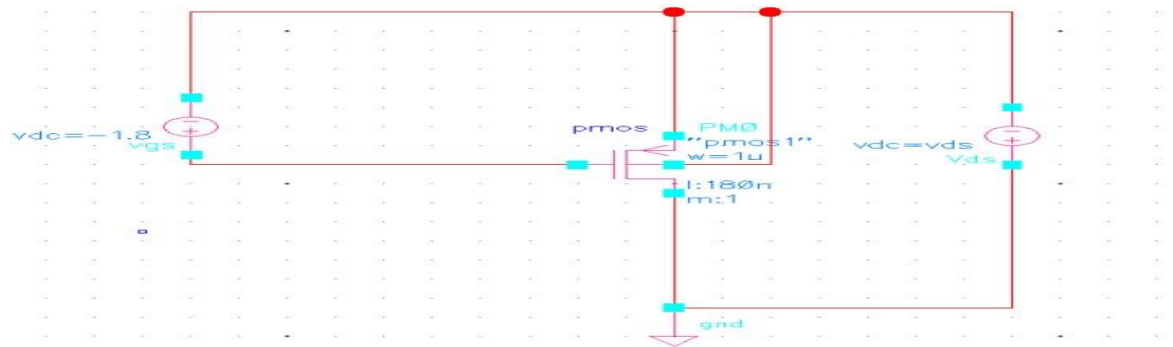 vdc=-1.8
vgs
pmos
PM0
"pmos1"
w=1u
l:180n
m:1
vdc=vds
Vds
gnd